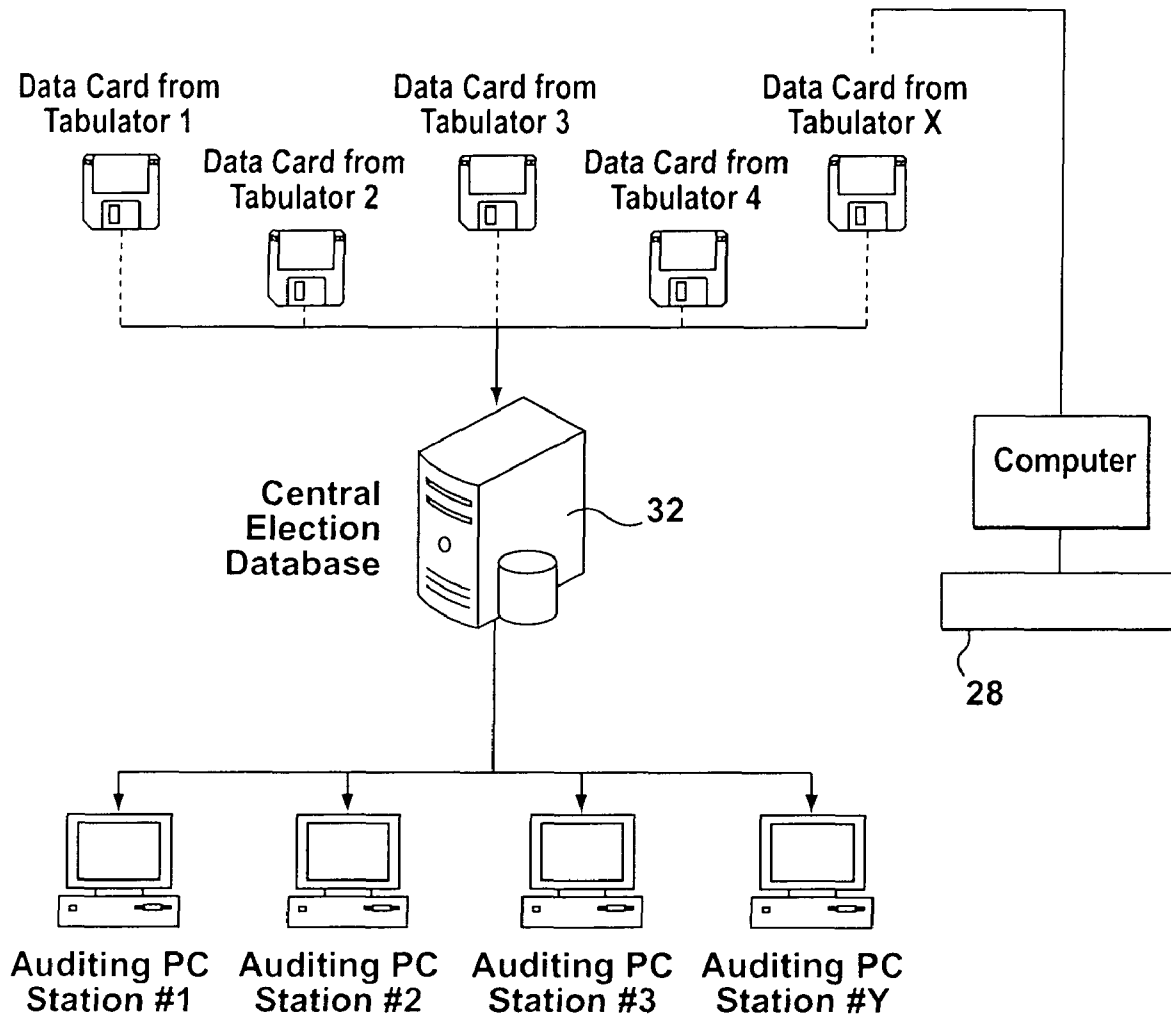 Data Card from
Tabulator 1
Data Card from
Tabulator 2
Data Card from
Tabulator 3
Data Card from
Tabulator 4
Data Card from
Tabulator X
Computer
28
Central
Election
Database
32
Auditing PC
Station #1
Auditing PC
Station #2
Auditing PC
Station #3
Auditing PC
Station #Y